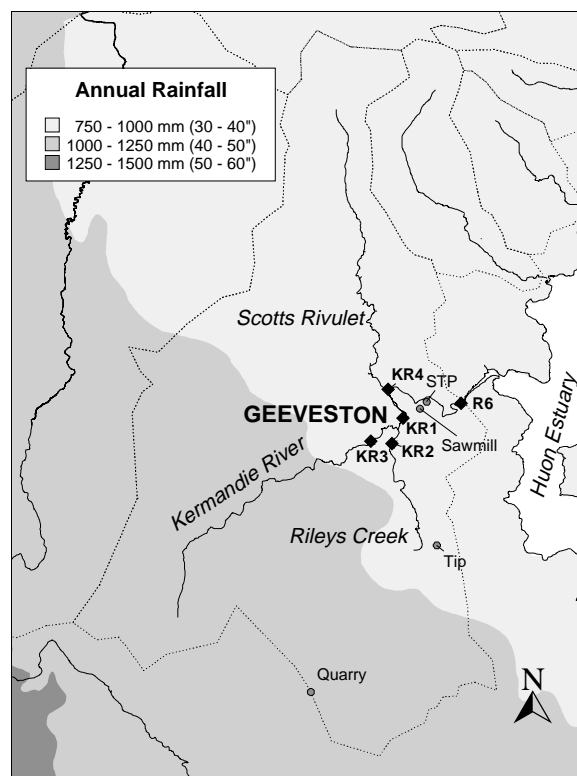 Annual Rainfall
750 - 1000 mm (30 - 40")
1000 - 1250 mm (40 - 50")
1250 - 1500 mm (50 - 60")
Scotts Rivulet
KR4
STP
R6
GEEVESTON
KR1
Sawmill
KR3
KR2
Huon Estuary
Kermandie River
Rileys Creek
Tip
Quarry
N